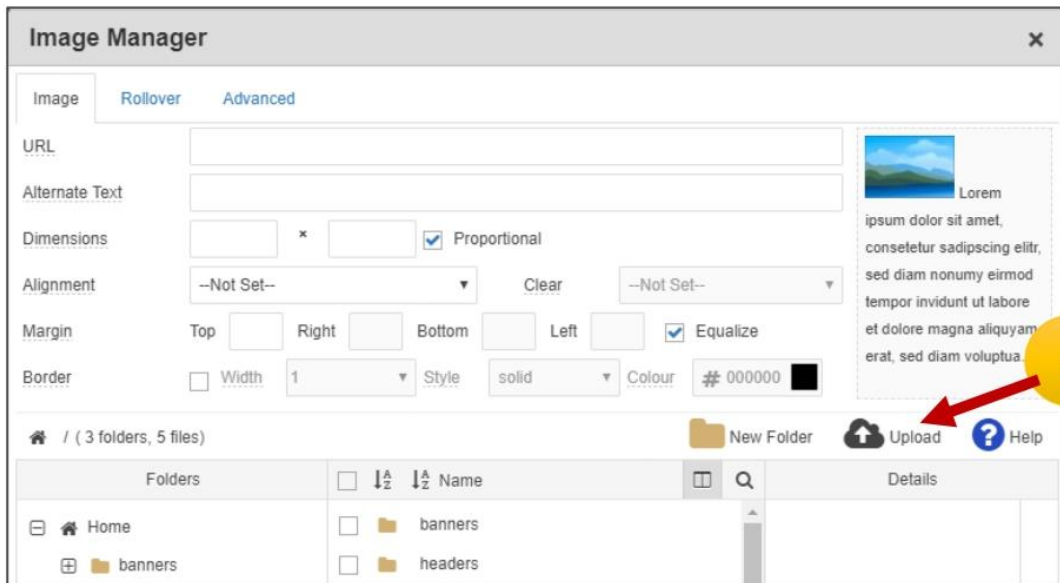 Image Manager ×
Image Rollover Advanced
URL
Alternate Text
Dimensions × Proportional
Alignment --Not Set-- Clear --Not Set--
Margin Top Right Bottom Left Equalize
Border Width 1 Style solid Colour # 000000
Lorem
ipsum dolor sit amet,
consetetur sadipscing elitr,
sed diam nonumy eirmod
tempor invidunt ut labore
et dolore magna aliquyam
erat, sed diam voluptua.
/ ( 3 folders, 5 files) New Folder Upload ? Help
Folders Name Details
Home banners
banners headers